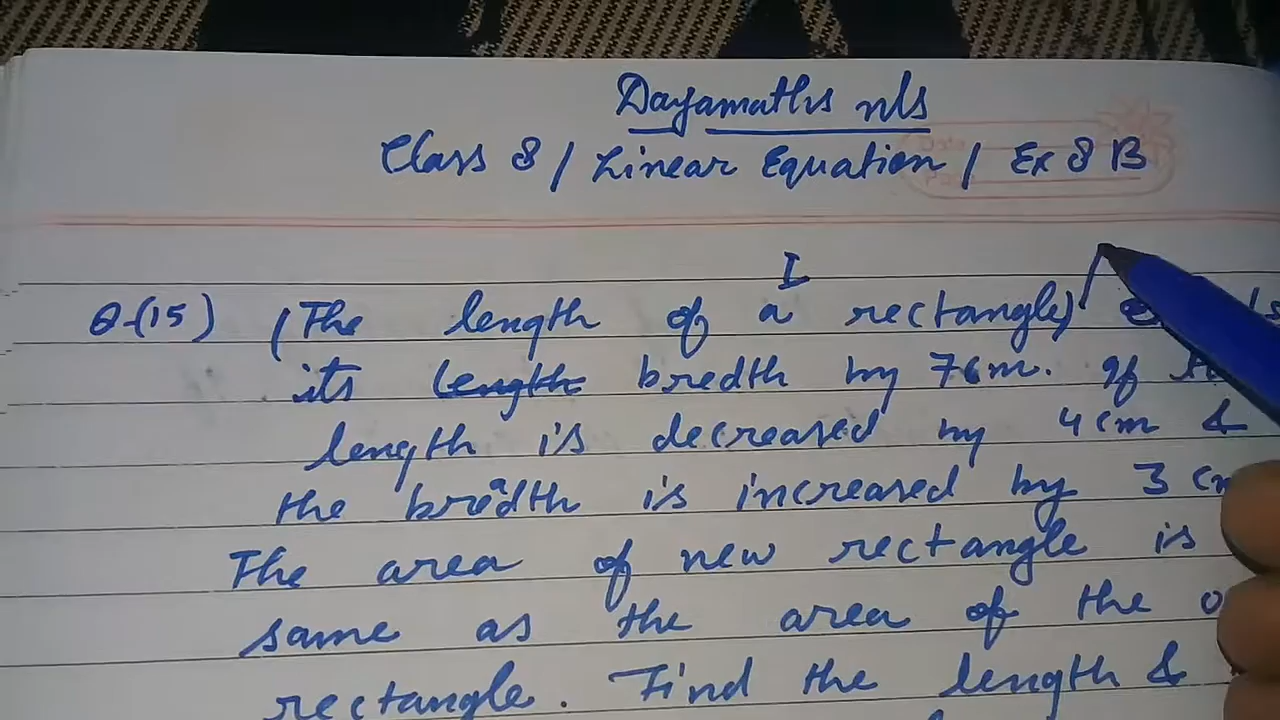 Dayamaths nls
Class 8 / Linear Equation / Ex 8 B
I
Q-(15) (The length of a rectangle)
its length bredth by 7cm. If
length is decreased by 4 cm &
the breadth is increased by 3 cm
The area of new rectangle is
same as the area of the
rectangle. Find the length &